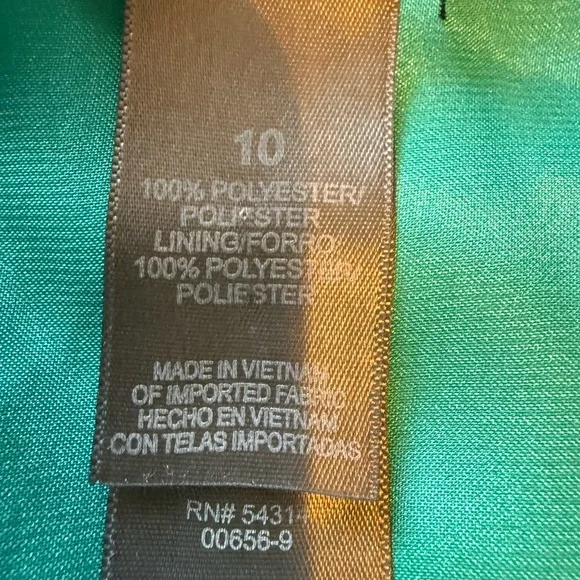 10
100% POLYESTER/
POLIESTER
LINING/FORRO
100% POLYESTER/
POLIESTER
MADE IN VIETNAM
OF IMPORTED FABRIC
HECHO EN VIETNAM
CON TELAS IMPORTADAS
RN#
00656-9